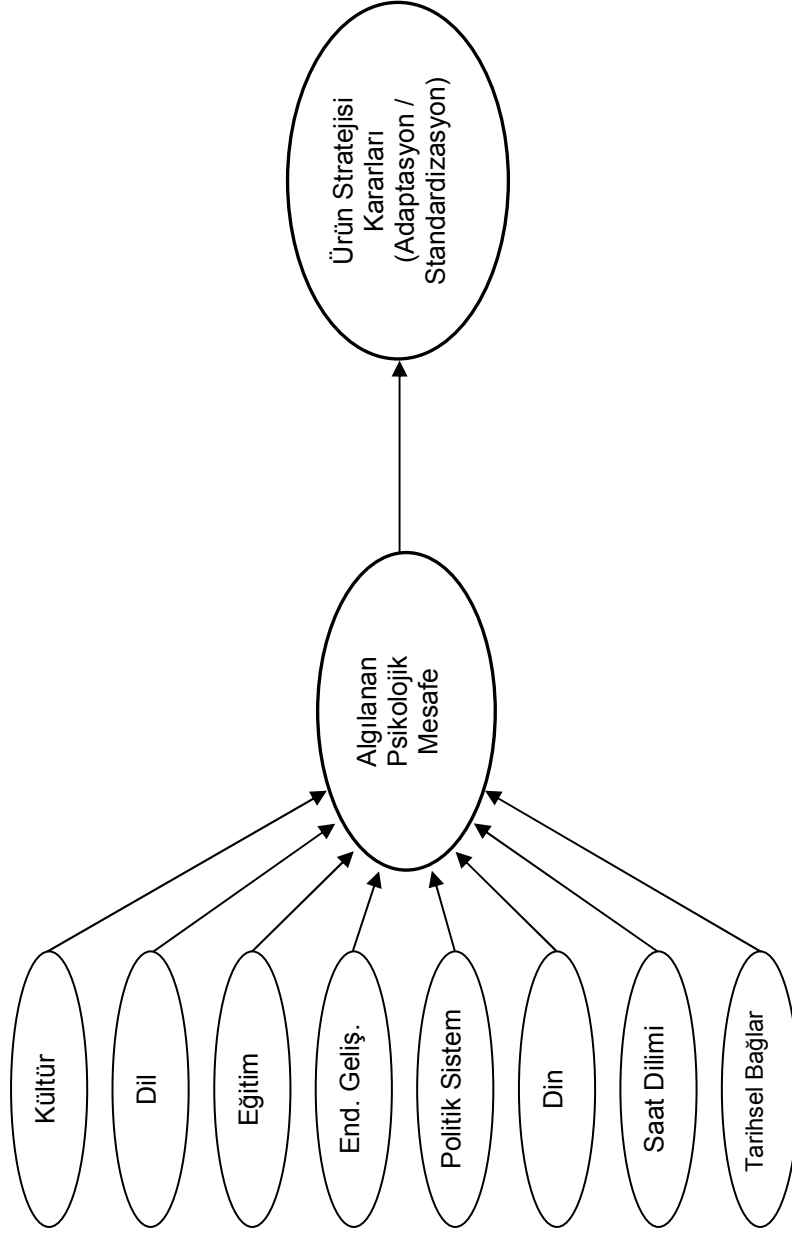 Kültür
Dil
Eğitim
End. Geliş.
Politik Sistem
Din
Saat Dilimi
Tarihsel Bağlar
Algılanan
Psikolojik
Mesafe
Ürün Stratejisi
Kararları
(Adaptasyon /
Standardizasyon)